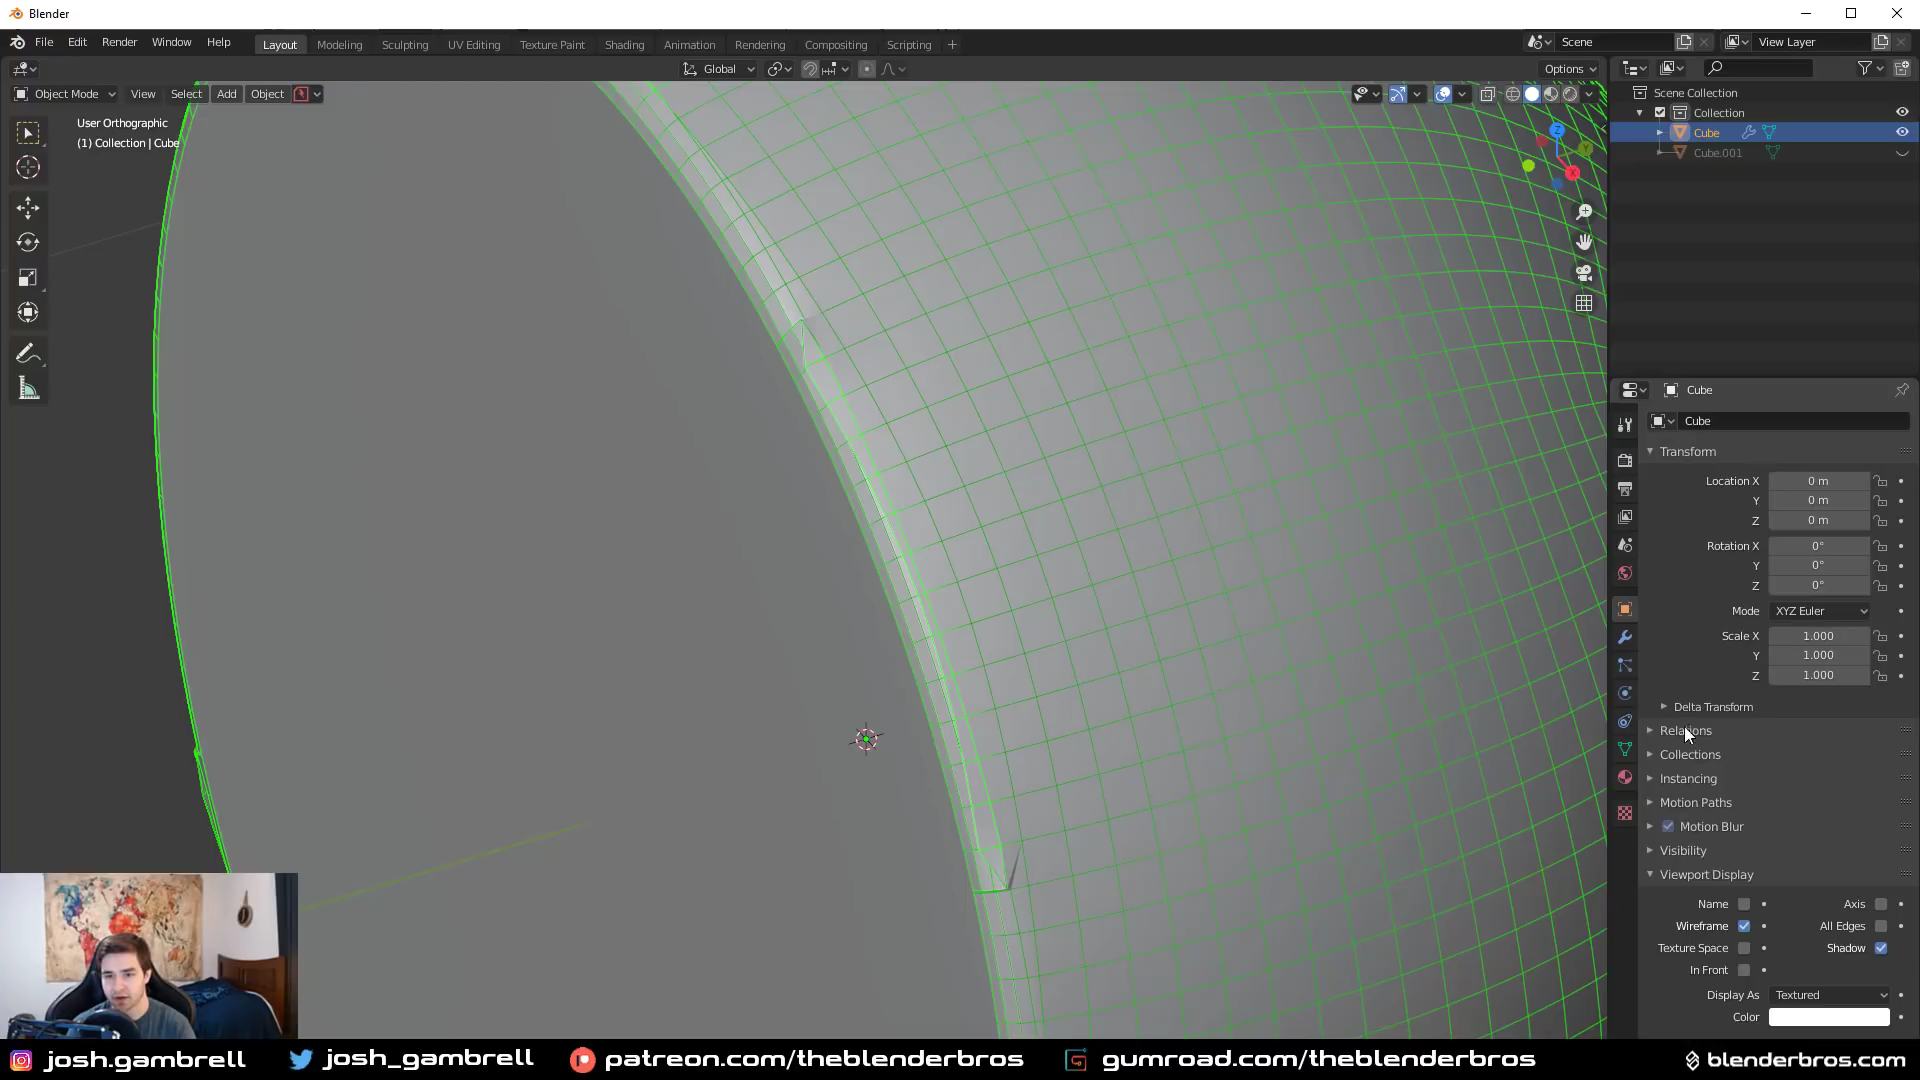 Blender
File Edit Render Window Help Layout Modeling Sculpting UV Editing Texture Paint Shading Animation Rendering Compositing Scripting + Scene View Layer
Global Options
Object Mode View Select Add Object
User Orthographic
(1) Collection | Cube
Z
Y
X
Scene Collection
Collection
Cube
Cube.001
Cube
Cube
Transform
Location X 0 m
Y 0 m
Z 0 m
Rotation X 0°
Y 0°
Z 0°
Mode XYZ Euler
Scale X 1.000
Y 1.000
Z 1.000
Delta Transform
Relations
Collections
Instancing
Motion Paths
Motion Blur
Visibility
Viewport Display
Name Axis
Wireframe All Edges
Texture Space Shadow
In Front
Display As Textured
Color
josh.gambrell josh_gambrell patreon.com/theblenderbros gumroad.com/theblenderbros blenderbros.com